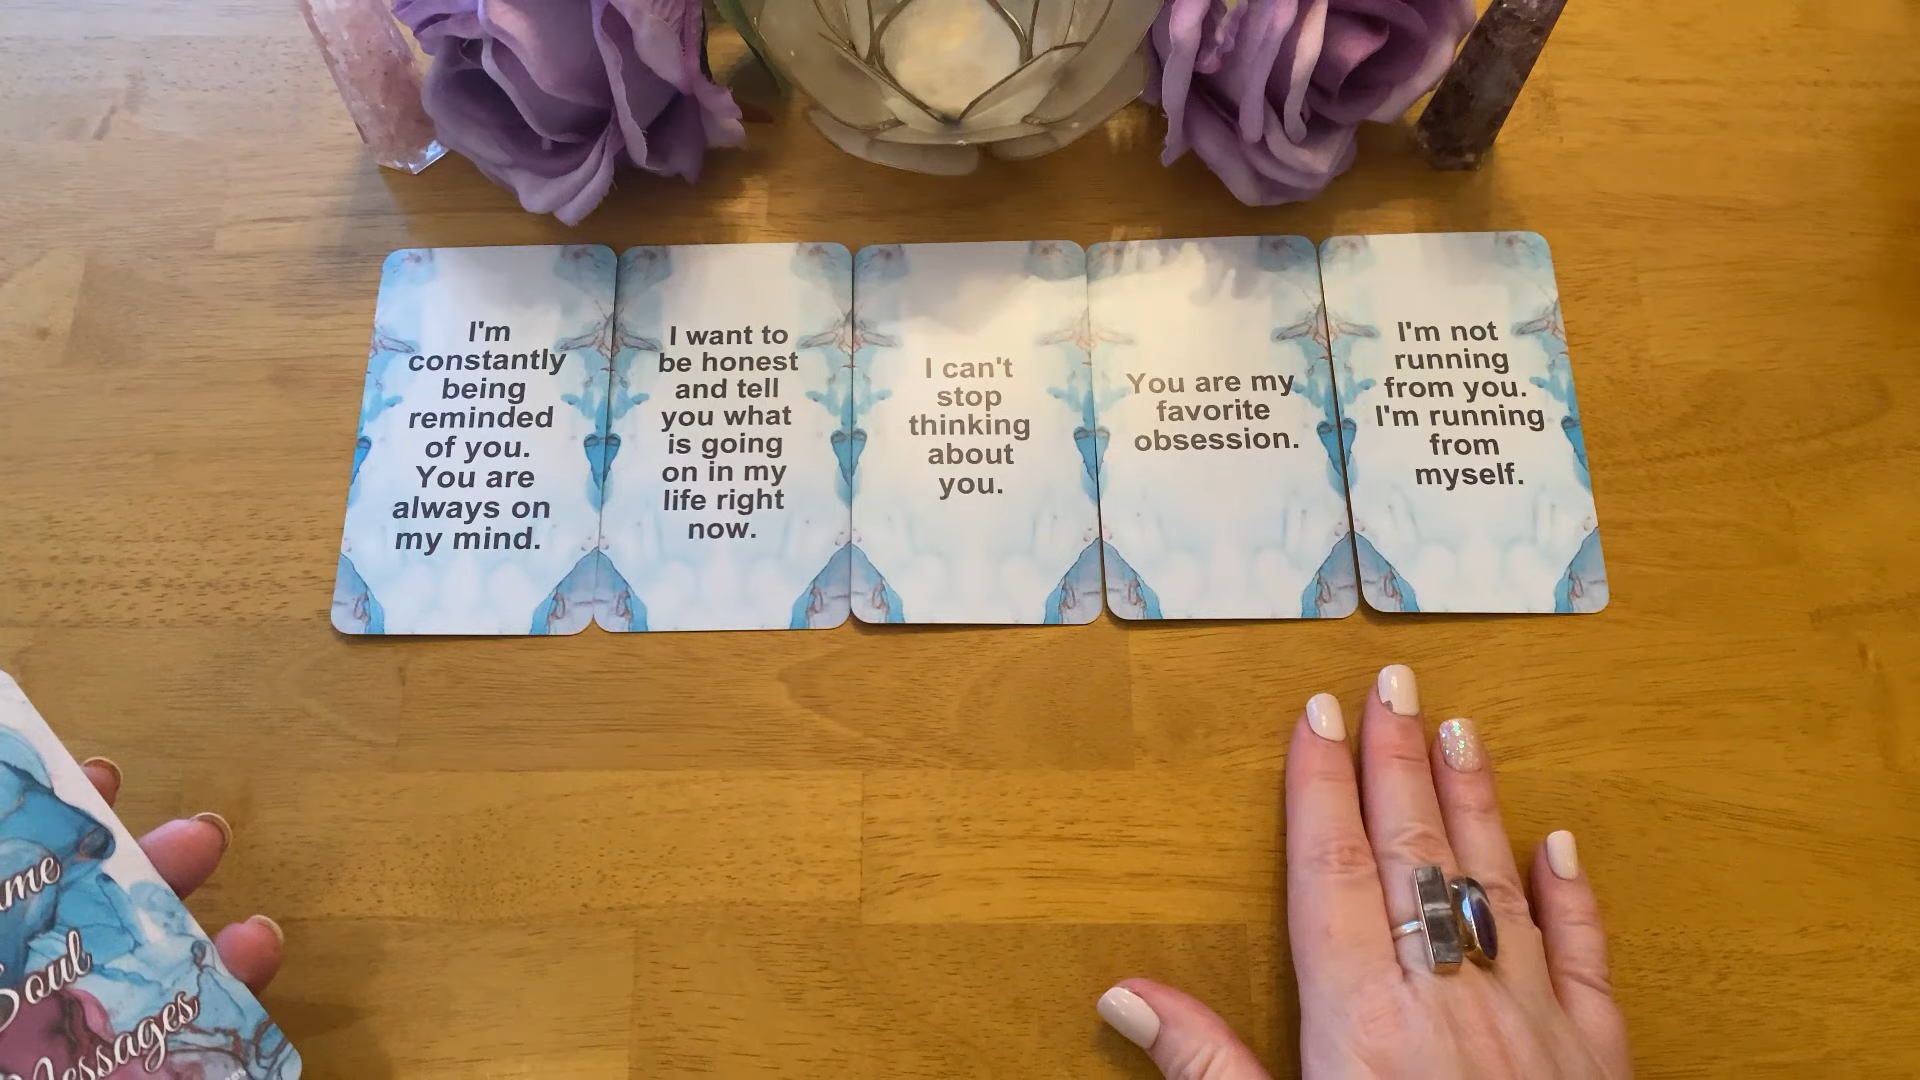 I'm
constantly
being
reminded
of you.
You are
always on
my mind.
I want to
be honest
and tell
you what
is going
on in my
life right
now.
I can't
stop
thinking
about
you.
You are my
favorite
obsession.
I'm not
running
from you.
I'm running
from
myself.
Soul
Messages